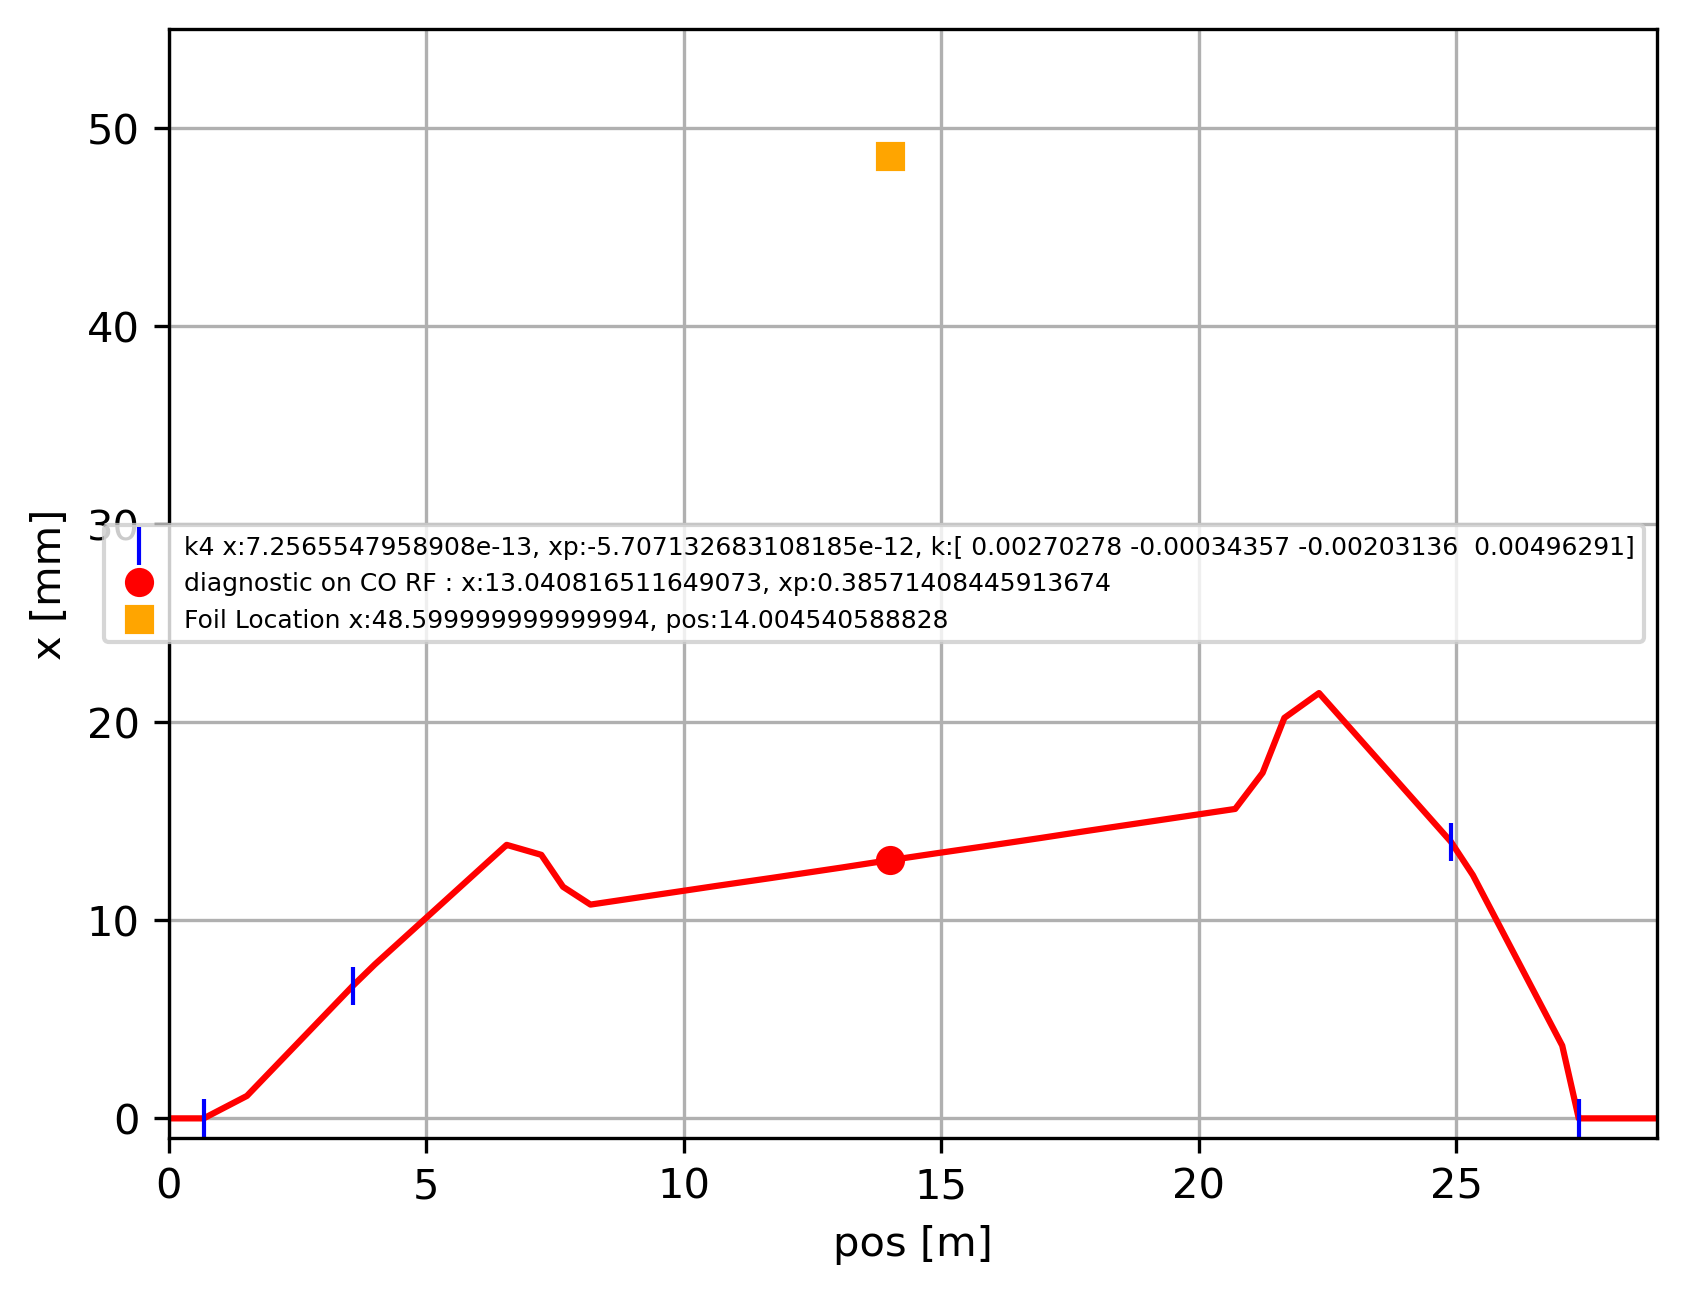 50
40
30
20
10
0
x [mm]
k4 x:7.2565547958908e-13, xp:-5.707132683108185e-12, k:[ 0.00270278 -0.00034357 -0.00203136  0.00496291]
diagnostic on CO RF : x:13.040816511649073, xp:0.38571408445913674
Foil Location x:48.599999999999994, pos:14.004540588828
0 5 10 15 20 25
pos [m]